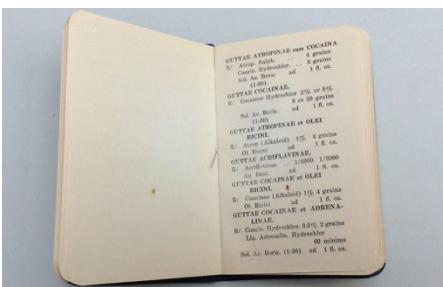 GUTTAE ATROPINAE cum COCAINA
R/ Atrop. Sulph. .. 4 grains
Cocain. Hydrochlor. .. 8 grains
Sol. Ac. Boric ad 1 fl. oz.
(1-30).
GUTTAE COCAINAE.
R/ Cocainae Hydrochlor 2% or 5%
8 or 20 grains
Sol. Ac. Boric. ad 1 fl. oz.
(1-30)
GUTTAE ATROPINAE et OLEI
RICINI.
R/ Atrop (Alkaloid) 1% 4 grains
Ol. Ricini ad 1 fl. oz.
GUTTAE ACRIFLAVINAE.
R/ Acriflavine .. 1/5000 1/5000
Aq Dest. ad 1 fl. oz.
GUTTAE COCAINAE et OLEI
RICINI.
R/ Cocainae (Alkaloid) 1% 4 grains
Ol. Ricini ad 1 fl. oz.
GUTTAE COCAINAE et ADRENA-
LINAE.
R/ Cocain. Hydrochlor. 0.5% 2 grains
Liq. Adrenalin. Hydrochlor
60 minims
Sol. Ac. Boric. (1-30) ad 1 fl. oz.